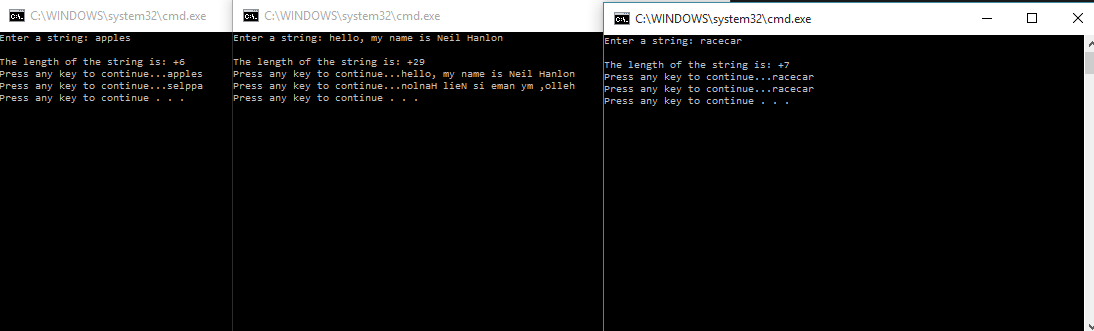 C:\WINDOWS\system32\cmd.exe
Enter a string: apples
The length of the string is: +6
Press any key to continue...apples
Press any key to continue...selppa
Press any key to continue . . .
C:\WINDOWS\system32\cmd.exe
Enter a string: hello, my name is Neil Hanlon
The length of the string is: +29
Press any key to continue...hello, my name is Neil Hanlon
Press any key to continue...nolnaH lieN si eman ym ,olleh
Press any key to continue . . .
C:\WINDOWS\system32\cmd.exe
Enter a string: racecar
The length of the string is: +7
Press any key to continue...racecar
Press any key to continue...racecar
Press any key to continue . . .